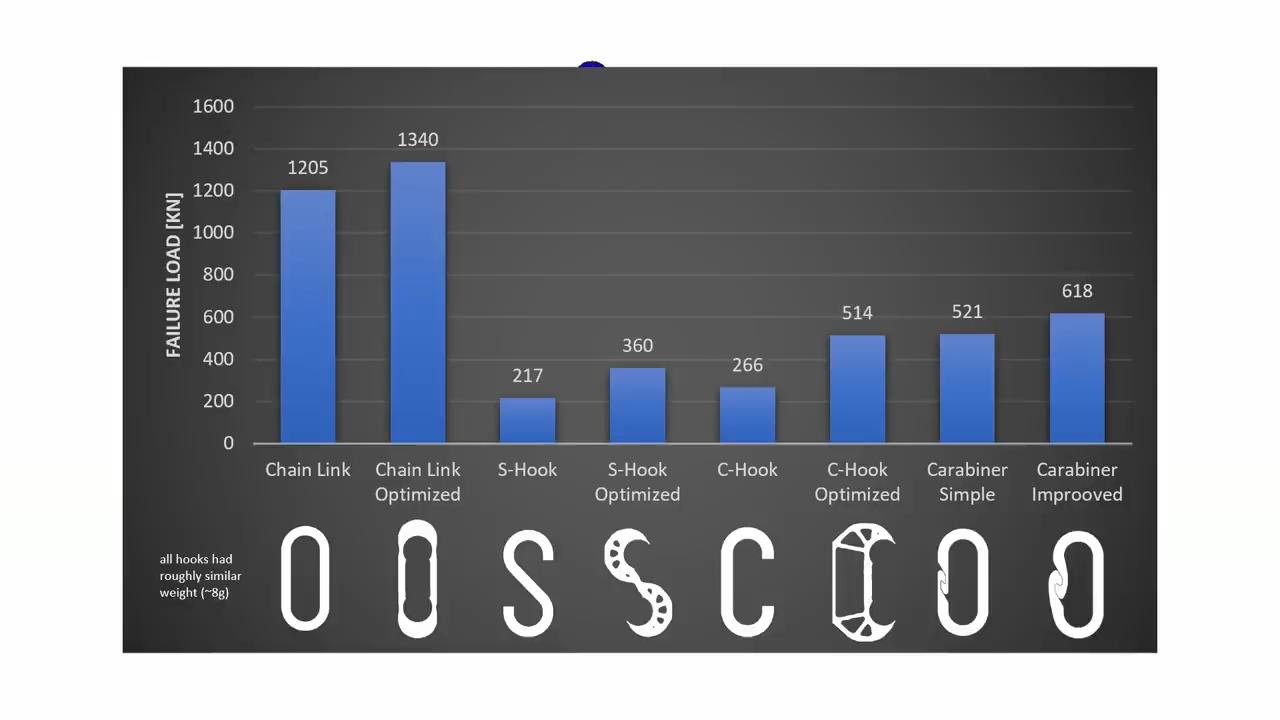 1600
1400
1200
1000
800
600
400
200
0
FAILURE LOAD [KN]
1205
1340
217
360
266
514
521
618
Chain Link
Chain Link
Optimized
S-Hook
S-Hook
Optimized
C-Hook
C-Hook
Optimized
Carabiner
Simple
Carabiner
Improoved
all hooks had
roughly similar
weight (~8g)